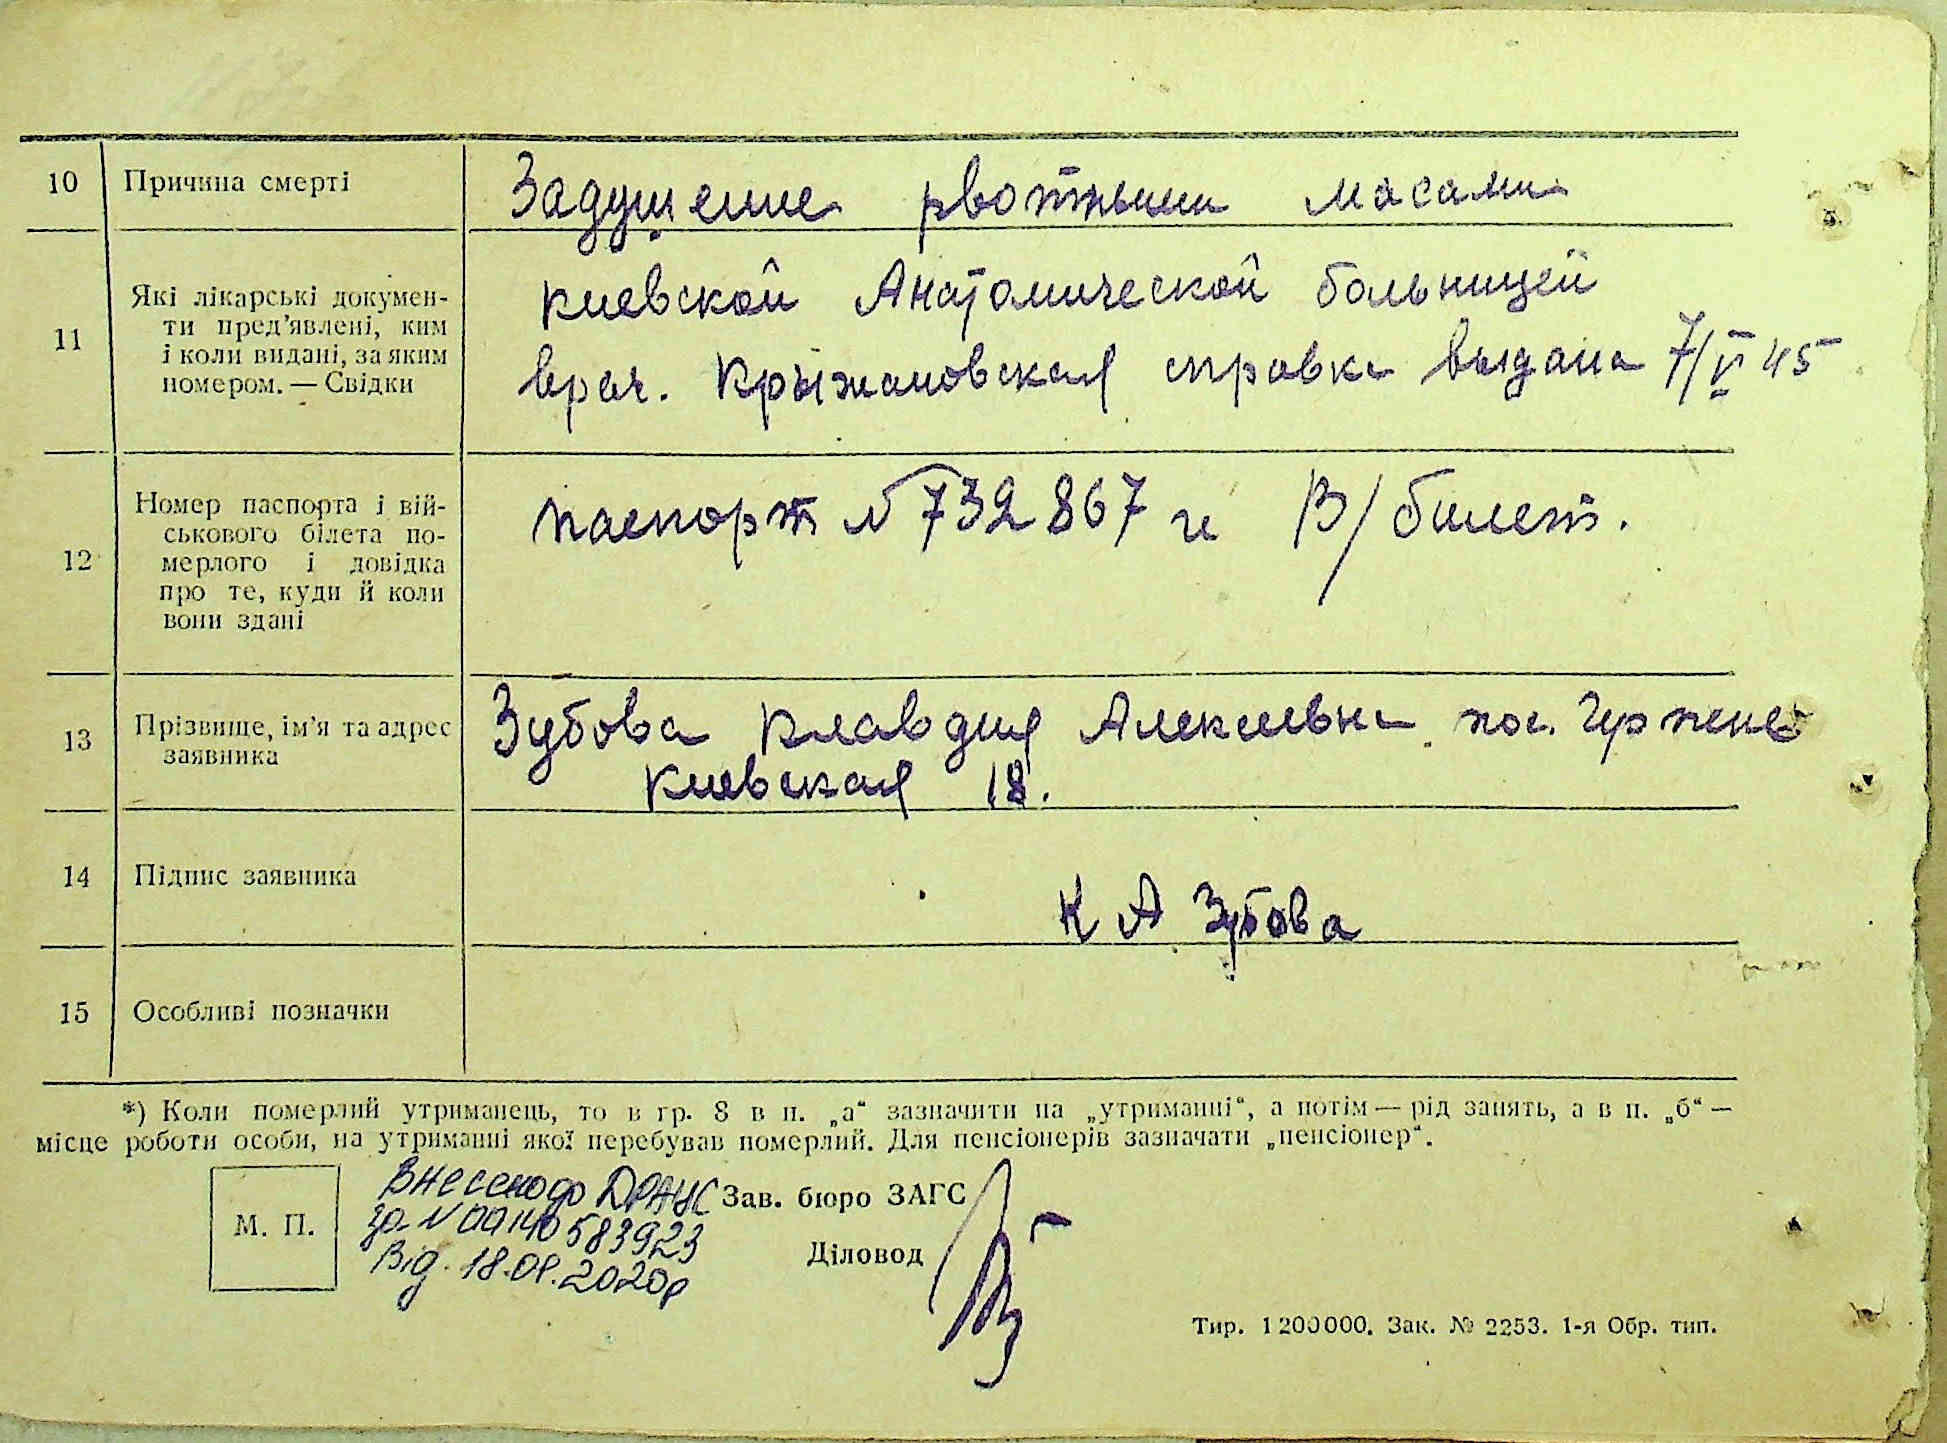 10 Причина смерті Задушение рвотными масами
11 Які лікарські докумен-
ти пред'явлені, ким
і коли видані, за яким
номером. — Свідки
киевской Анатомической больницей
врач. Крыжановская справка выдана 7/VI 45
12 Номер паспорта і вій-
ськового білета по-
мерлого і довідка
про те, куди й коли
вони здані
паспорт N 732867 В/билет.
13 Прізвище, ім'я та адрес
заявника
Зубова Клавдия Алексеевна пос.
Киевская 18.
14 Підпис заявника К А Зубова
15 Особливі позначки
*) Коли померлий утриманець, то в гр. 8 в п. „а“ зазначити на „утриманні“, а потім — рід занять, а в п. „б“ —
місце роботи особи, на утриманні якої перебував померлий. Для пенсіонерів зазначати „пенсіонер“.
М. П.
Внесено до ДРАЦС
за N 00140583923
Від. 18.09.2020р
Зав. бюро ЗАГС
Діловод
Тир. 1200000. Зак. № 2253. 1-я Обр. тип.